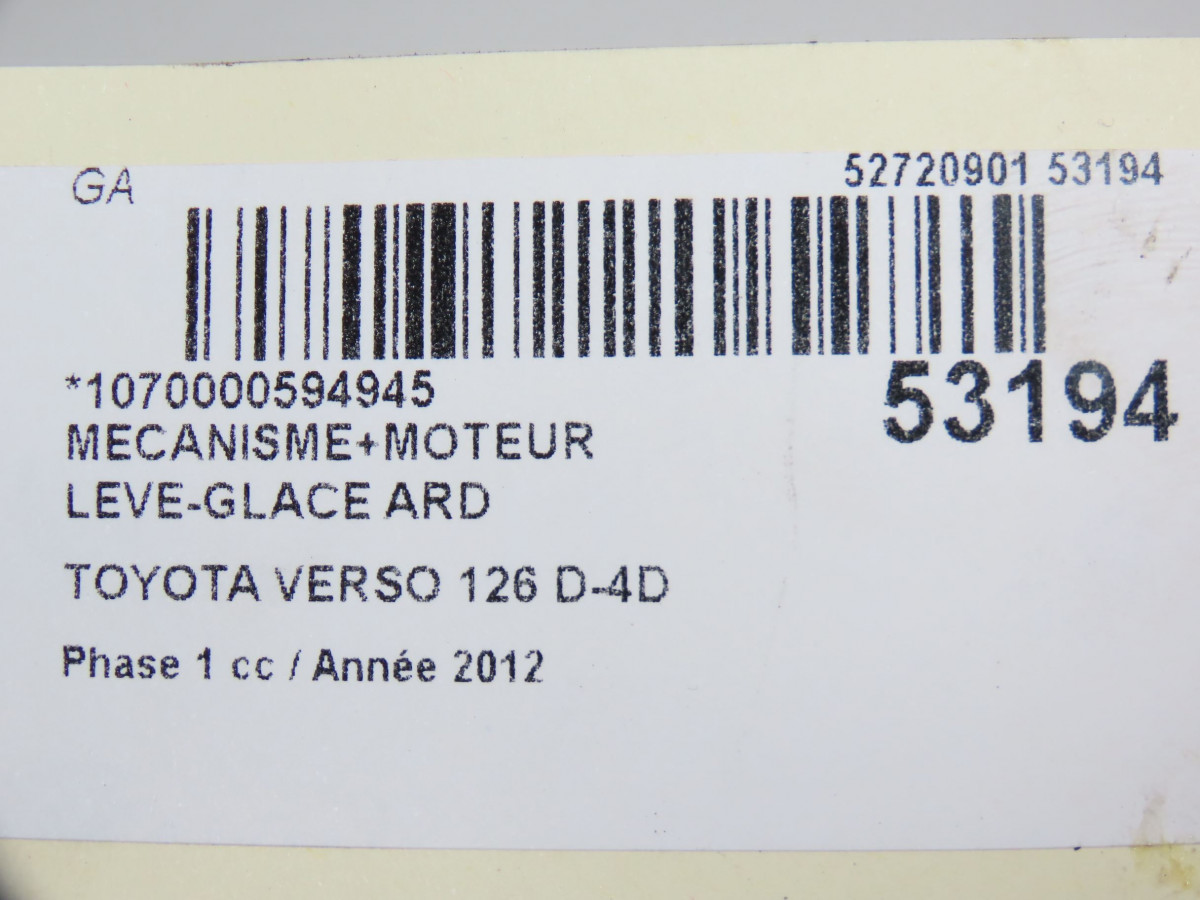 GA
52720901 53194
*1070000594945
53194
MECANISME+MOTEUR
LEVE-GLACE ARD
TOYOTA VERSO 126 D-4D
Phase 1 cc / Année 2012